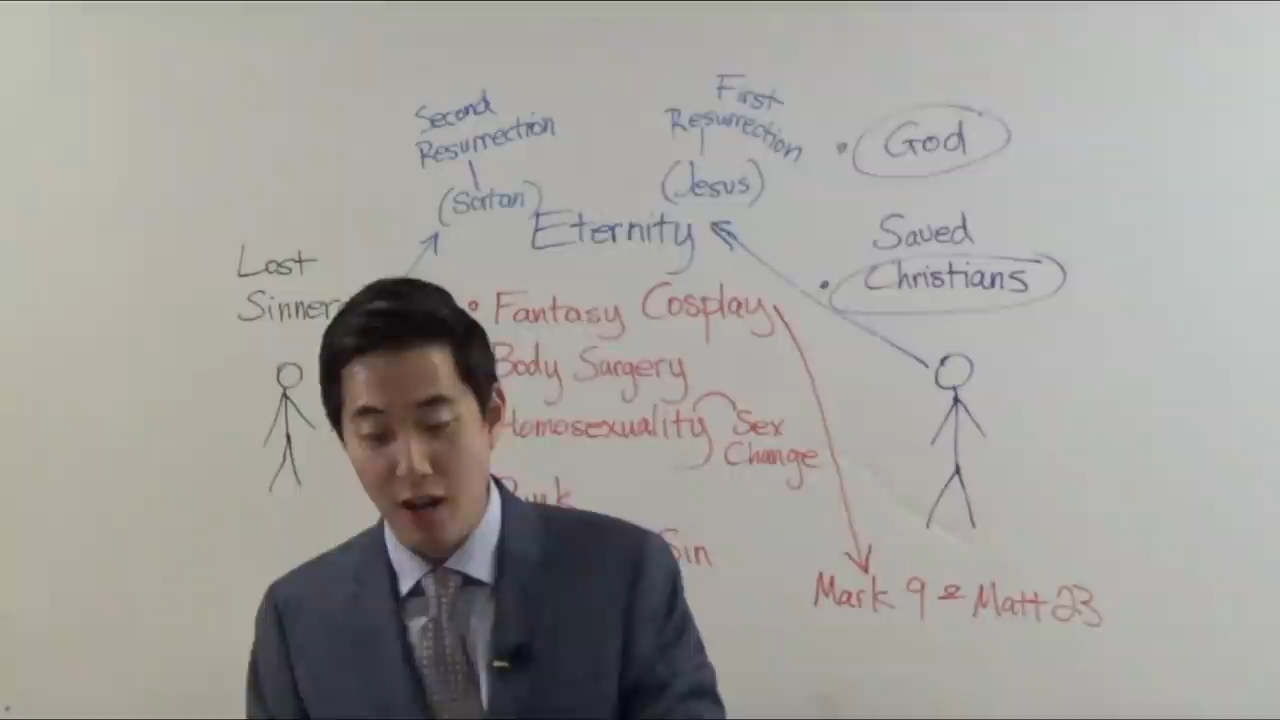 Second
Resurrection
(Satan)
First
Resurrection
(Jesus)
God
Eternity
Saved
Christians
Lost
Sinner
Fantasy Cosplay
Body Surgery
Homosexuality Sex
Change
Sin
Mark 9 & Matt 23